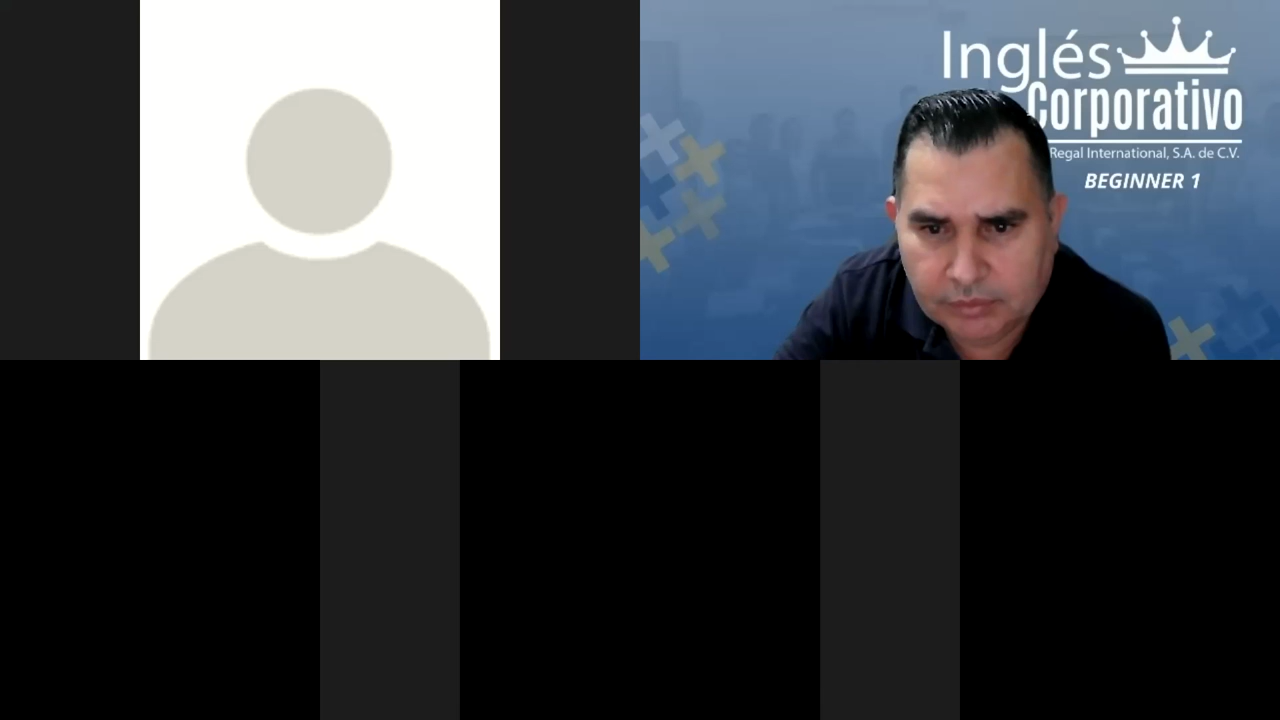 Inglés
Corporativo
Regal International, S.A. de C.V.
BEGINNER 1